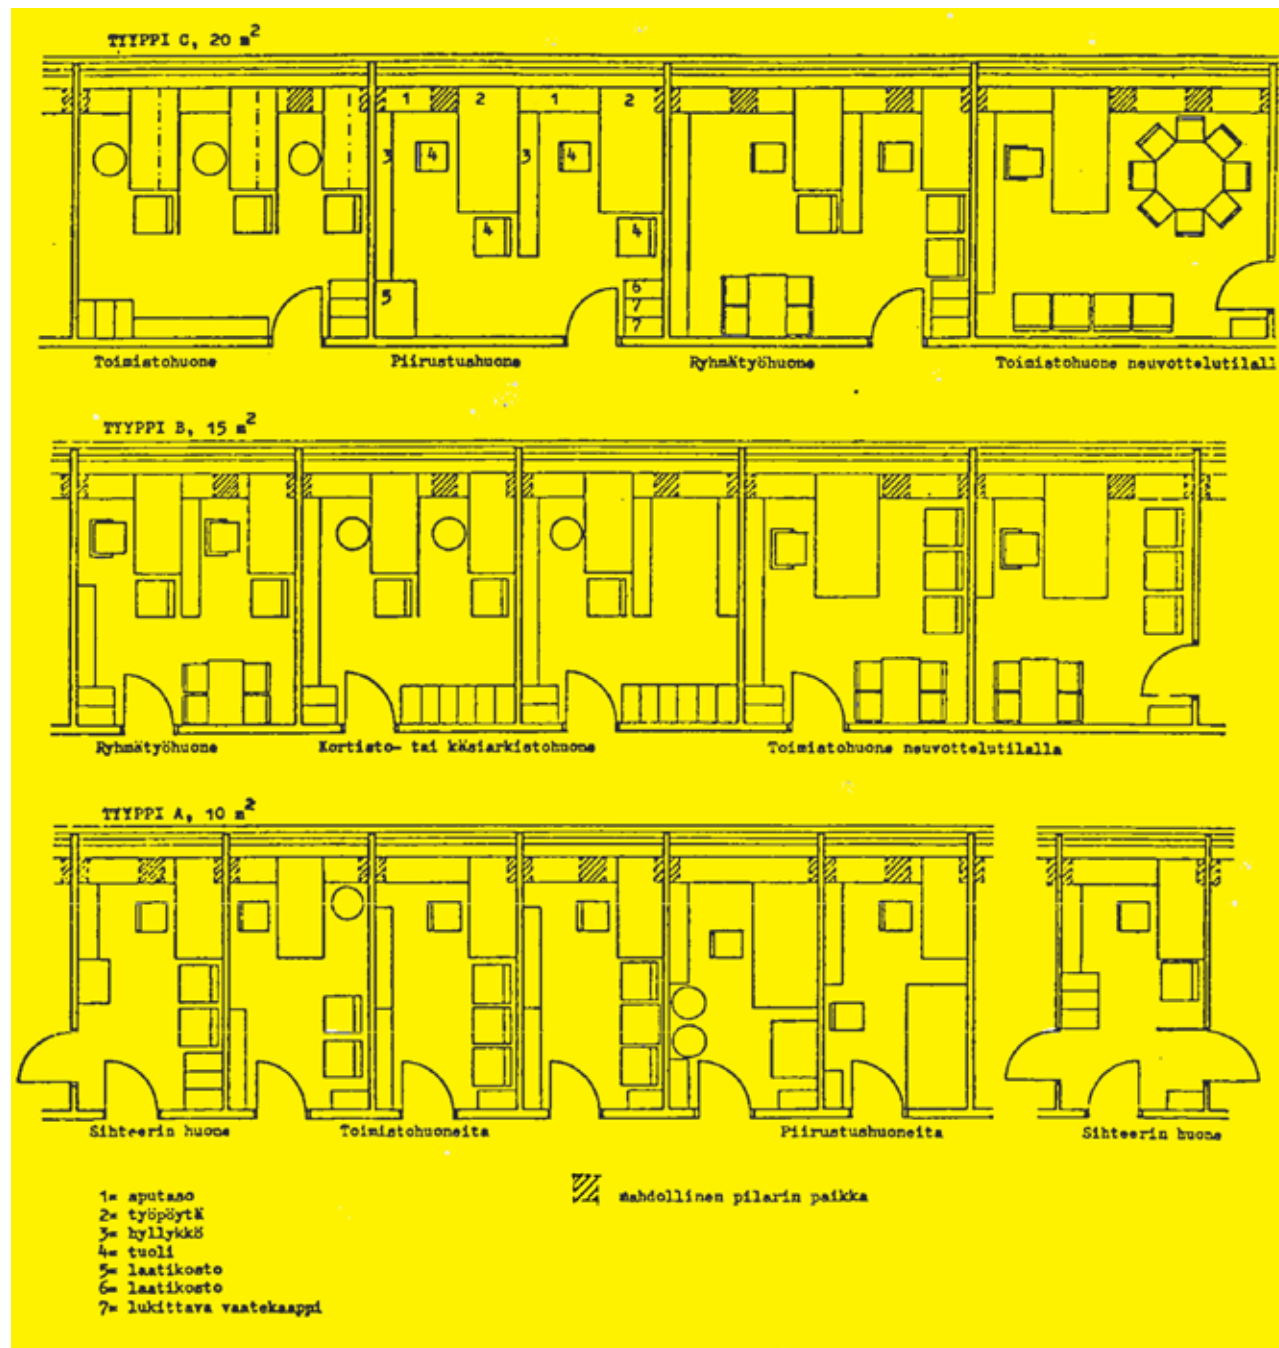 TYYPPI C, 20 m²
1 2 1 2
3 4 3 4
4 4
5 6
7
7
Toimistohuone Piirustushuone Ryhmätyöhuone Toimistohuone neuvottelutilall
TYYPPI B, 15 m²
Ryhmätyöhuone Kortisto- tai käsiarkistohuone Toimistohuone neuvottelutilalla
TYYPPI A, 10 m²
Sihteerin huone Toimistohuoneita Piirustushuoneita Sihteerin huone
1= aputaso
2= työpöytä
3= hyllykkö
4= tuoli
5= laatikosto
6= laatikosto
7= lukittava vaatekaappi
mahdollinen pilarin paikka